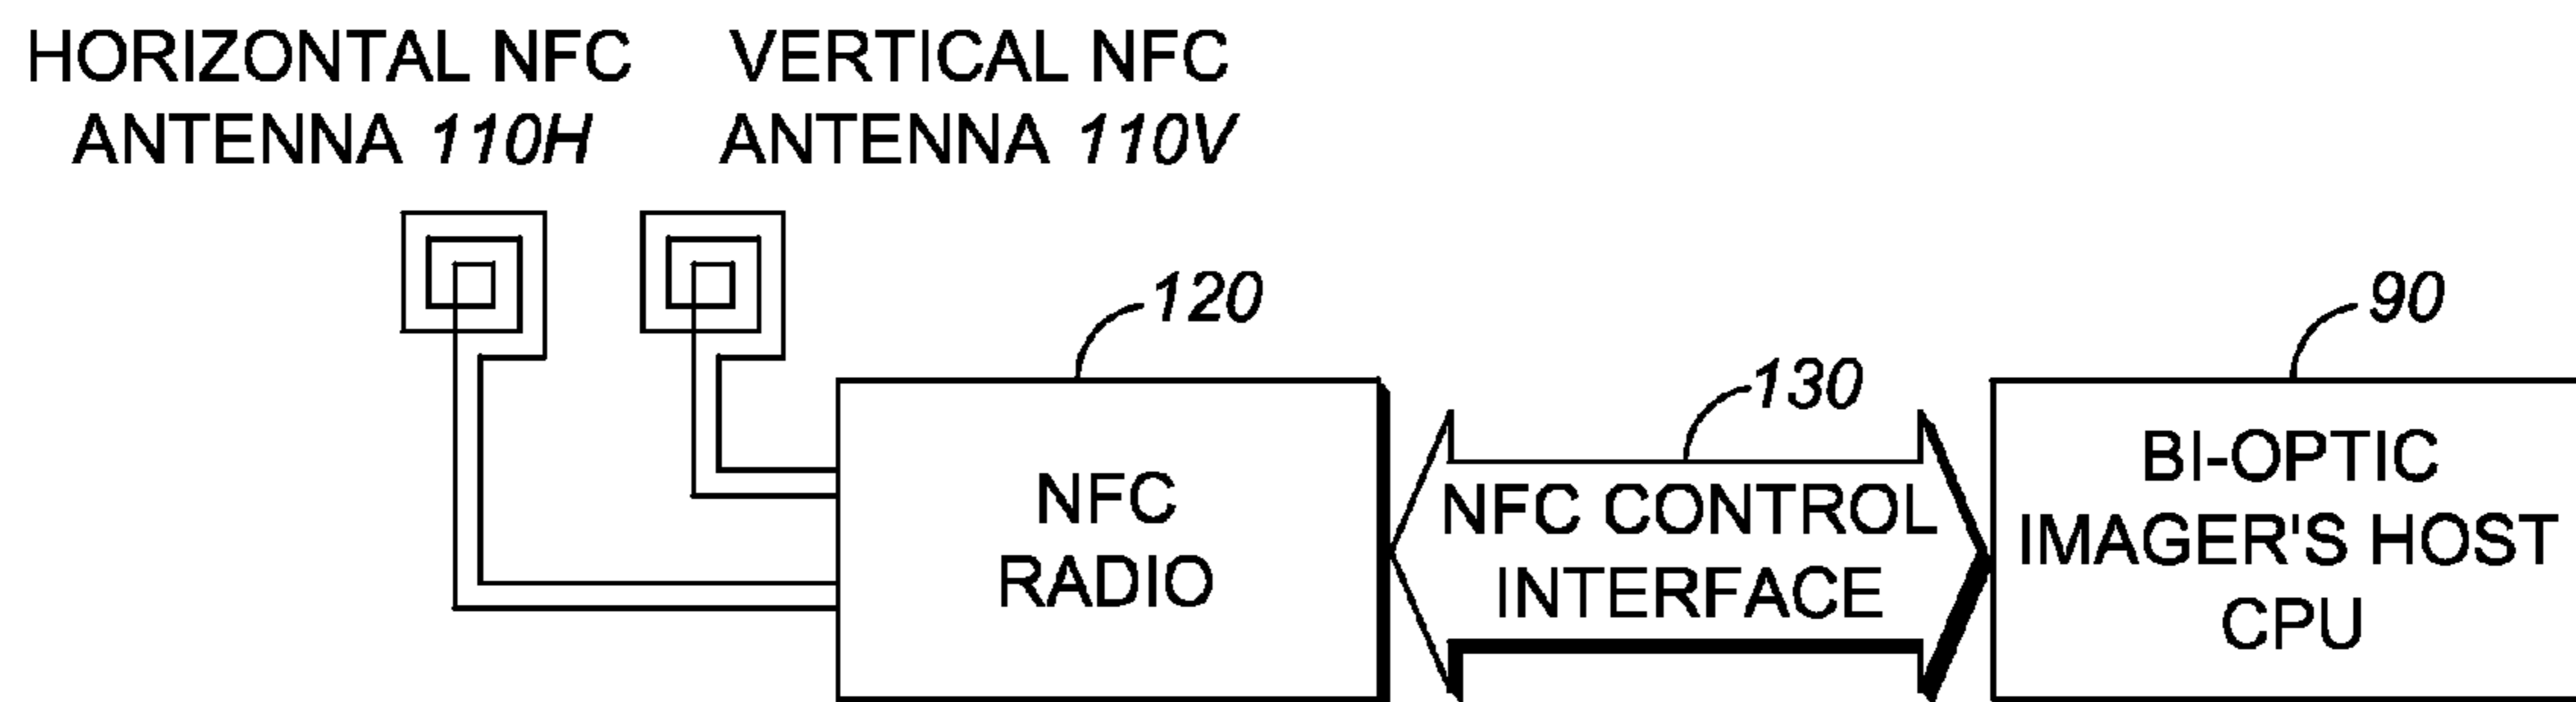 HORIZONTAL NFC
ANTENNA 110H
VERTICAL NFC
ANTENNA 110V
120
NFC
RADIO
130
NFC CONTROL
INTERFACE
90
BI-OPTIC
IMAGER'S HOST
CPU